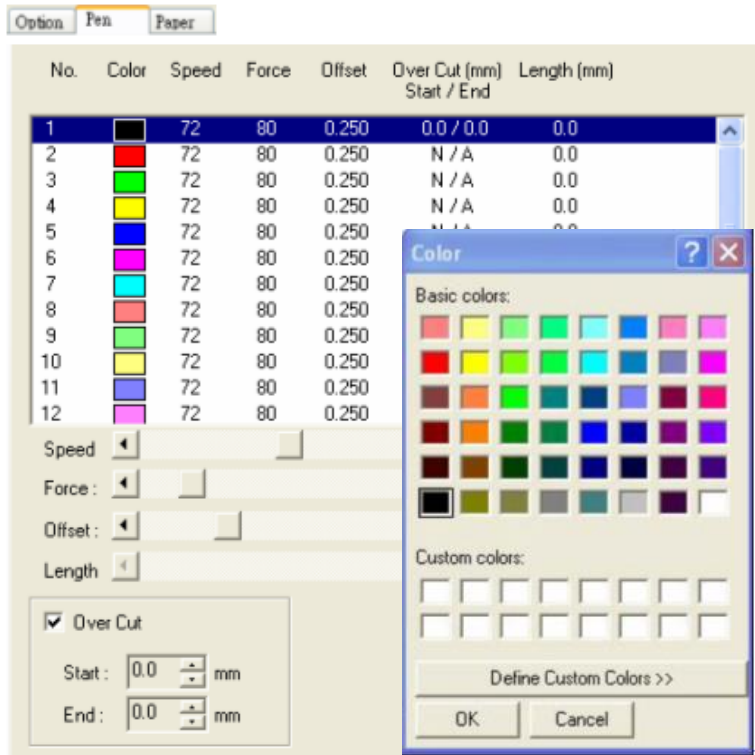 Option Pen Paper
No. Color Speed Force Offset Over Cut (mm) Length (mm)
Start / End
1 72 80 0.250 0.0 / 0.0 0.0
2 72 80 0.250 N / A 0.0
3 72 80 0.250 N / A 0.0
4 72 80 0.250 N / A 0.0
5 72 80 0.250
6 72 80 0.250
7 72 80 0.250
8 72 80 0.250
9 72 80 0.250
10 72 80 0.250
11 72 80 0.250
12 72 80 0.250
Speed
Force :
Offset :
Length
Over Cut
Start : 0.0 mm
End : 0.0 mm
Color
Basic colors:
Custom colors:
Define Custom Colors >>
OK Cancel